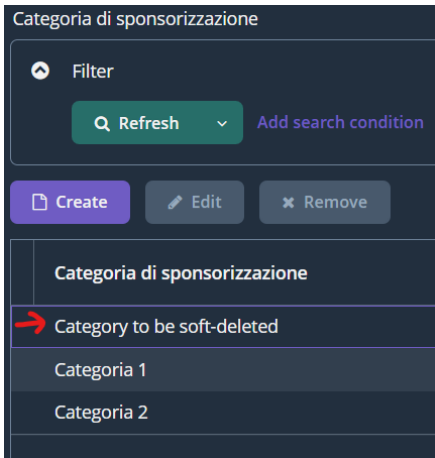 Categoria di sponsorizzazione
Filter
Refresh
Add search condition
Create
Edit
Remove
Categoria di sponsorizzazione
Category to be soft-deleted
Categoria 1
Categoria 2